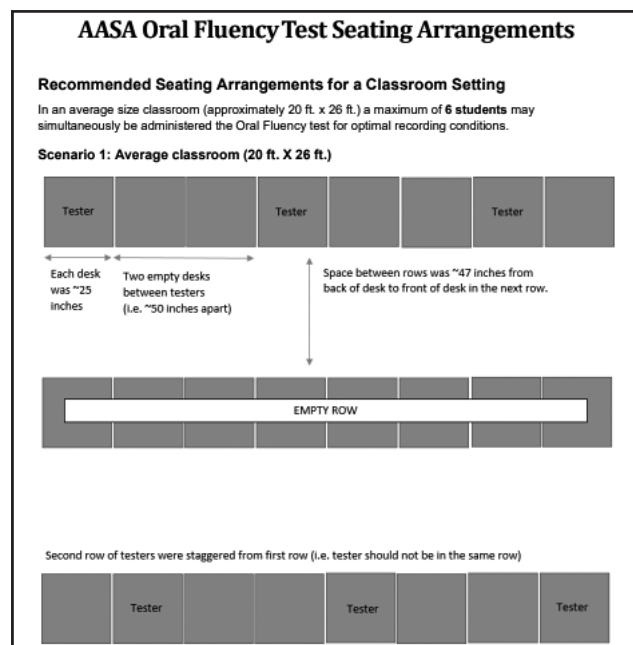 AASA Oral Fluency Test Seating Arrangements
Recommended Seating Arrangements for a Classroom Setting
In an average size classroom (approximately 20 ft. x 26 ft.) a maximum of 6 students may
simultaneously be administered the Oral Fluency test for optimal recording conditions.
Scenario 1: Average classroom (20 ft. X 26 ft.)
Tester
Tester
Tester
Each desk
was ~25
inches
Two empty desks
between testers
(i.e. ~50 inches apart)
Space between rows was ~47 inches from
back of desk to front of desk in the next row.
EMPTY ROW
Second row of testers were staggered from first row (i.e. tester should not be in the same row)
Tester
Tester
Tester